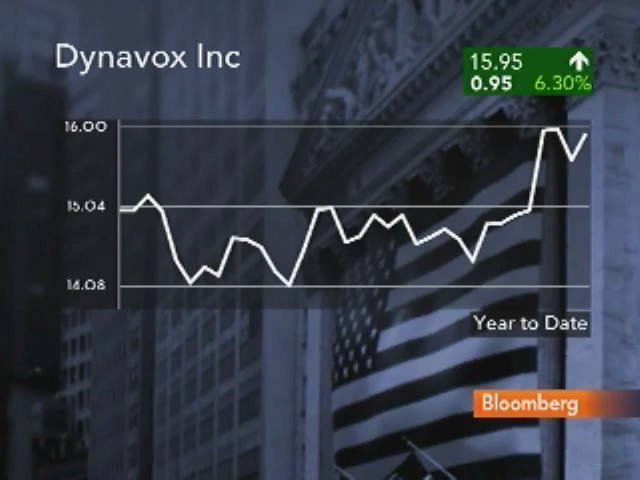 Dynavox Inc
15.95
0.95 6.30%
16.00
15.04
14.08
Year to Date
Bloomberg